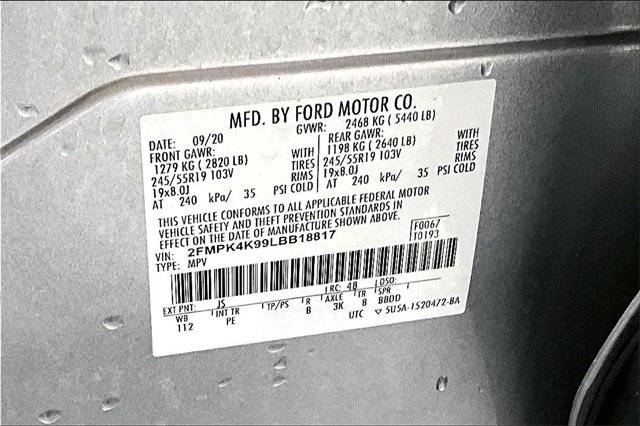 MFD. BY FORD MOTOR CO.
DATE: 09/20 GVWR: 2468 KG ( 5440 LB)
FRONT GAWR: REAR GAWR:
1279 KG ( 2820 LB) WITH 1198 KG ( 2640 LB) WITH
245/55R19 103V TIRES 245/55R19 103V TIRES
19x8.0J RIMS 19x8.0J RIMS
AT 240 kPa/ 35 PSI COLD AT 240 kPa/ 35 PSI COLD
THIS VEHICLE CONFORMS TO ALL APPLICABLE FEDERAL MOTOR
VEHICLE SAFETY AND THEFT PREVENTION STANDARDS IN
EFFECT ON THE DATE OF MANUFACTURE SHOWN ABOVE.
VIN: 2FMPK4K99LBB18817 F0067
TYPE: MPV T0193
EXT PNT: JS RC: 48 DSO:
WB INT TR TP/PS R AXLE TR SPR
112 PE B 3K B BBDD
UTC ▽ 5U5A-1520472-BA